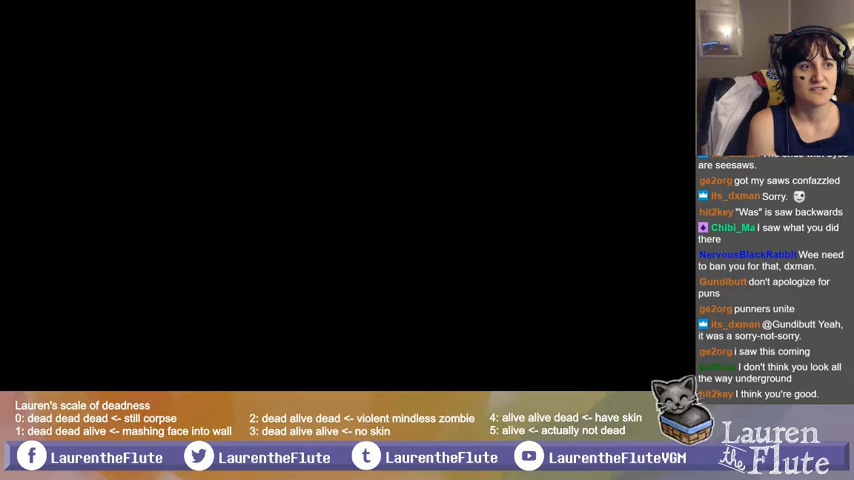 are seesaws.
ge2org got my saws confazzled
its_dxman Sorry.
hit2key "Was" is saw backwards
Chibi_Ma I saw what you did
there
NervousBlackRabbit Wee need
to ban you for that, dxman.
Gundibutt don't apologize for
puns
ge2org punners unite
its_dxman @Gundibutt Yeah,
it was a sorry-not-sorry.
ge2org i saw this coming
I don't think you look all
the way underground
hit2key I think you're good.
Lauren's scale of deadness
0: dead dead dead <- still corpse
1: dead dead alive <- mashing face into wall
2: dead alive dead <- violent mindless zombie
3: dead alive alive <- no skin
4: alive alive dead <- have skin
5: alive <- actually not dead
Lauren
the Flute
LaurentheFlute
LaurentheFlute
LaurentheFlute
LaurentheFluteVGM